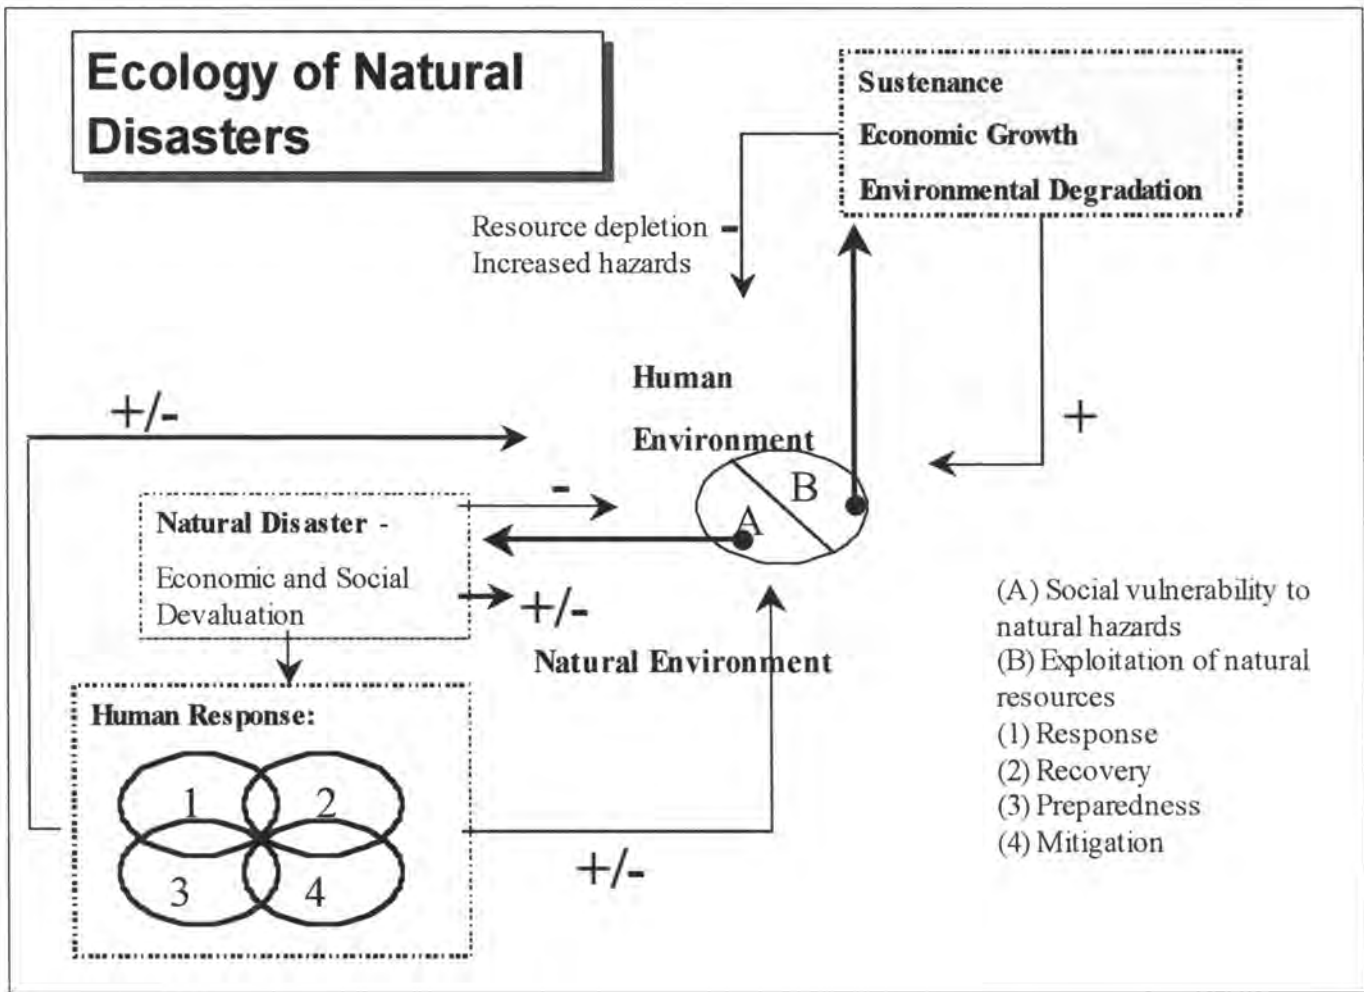 Ecology of Natural
Disasters
Sustenance
Economic Growth
Environmental Degradation
Resource depletion -
Increased hazards
Human
Environment
+/-
+
-
B
A
Natural Disaster -
Economic and Social
Devaluation
+/-
Natural Environment
Human Response:
1 2
3 4
+/-
(A) Social vulnerability to
natural hazards
(B) Exploitation of natural
resources
(1) Response
(2) Recovery
(3) Preparedness
(4) Mitigation